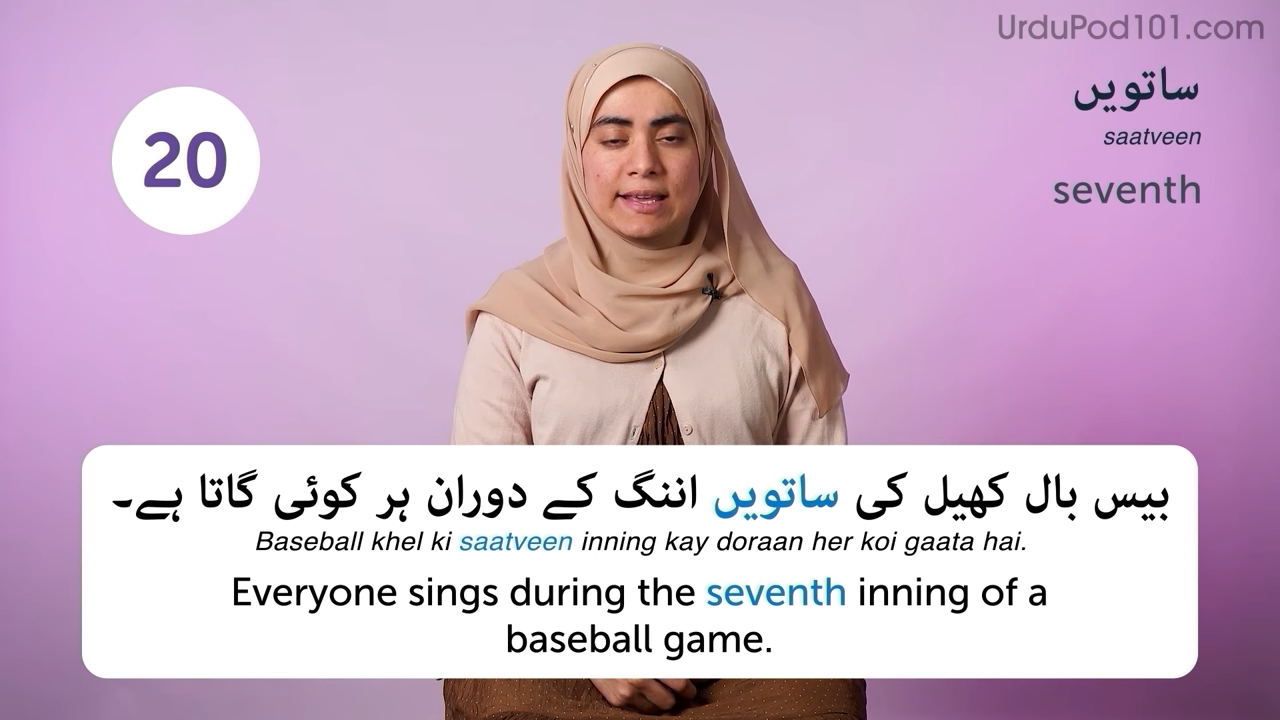 UrduPod101.com
20
ساتویں
saatveen
seventh
بیس بال کھیل کی ساتویں اننگ کے دوران ہر کوئی گاتا ہے۔
Baseball khel ki saatveen inning kay doraan her koi gaata hai.
Everyone sings during the seventh inning of a
baseball game.